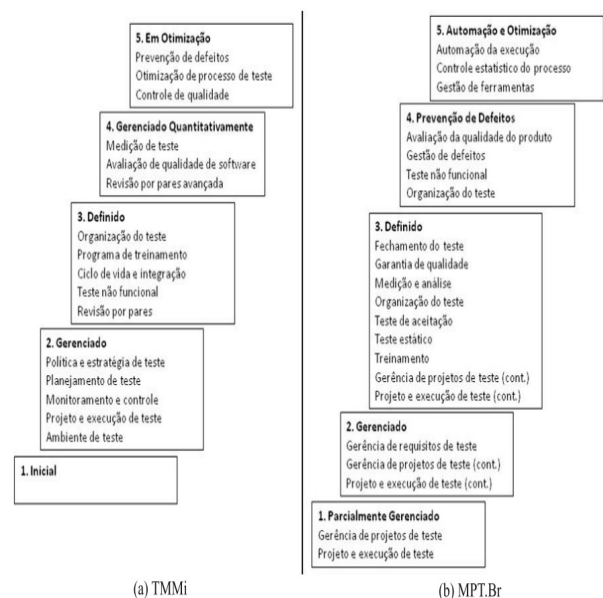 5. Em Otimização
Prevenção de defeitos
Otimização de processo de teste
Controle de qualidade
4. Gerenciado Quantitativamente
Medição de teste
Avaliação de qualidade de software
Revisão por pares avançada
3. Definido
Organização do teste
Programa de treinamento
Ciclo de vida e integração
Teste não funcional
Revisão por pares
2. Gerenciado
Política e estratégia de teste
Planejamento de teste
Monitoramento e controle
Projeto e execução de teste
Ambiente de teste
1. Inicial
(a) TMMi
5. Automação e Otimização
Automação da execução
Controle estatistico do processo
Gestão de ferramentas
4. Prevenção de Defeitos
Avaliação da qualidade do produto
Gestão de defeitos
Teste não funcional
Organização do teste
3. Definido
Fechamento do teste
Garantia de qualidade
Medição e análise
Organização do teste
Teste de aceitação
Teste estático
Treinamento
Gerência de projetos de teste (cont.)
Projeto e execução de teste (cont.)
2. Gerenciado
Gerência de requisitos de teste
Gerência de projetos de teste (cont.)
Projeto e execução de teste (cont.)
1. Parcialmente Gerenciado
Gerência de projetos de teste
Projeto e execução de teste
(b) MPT.Br